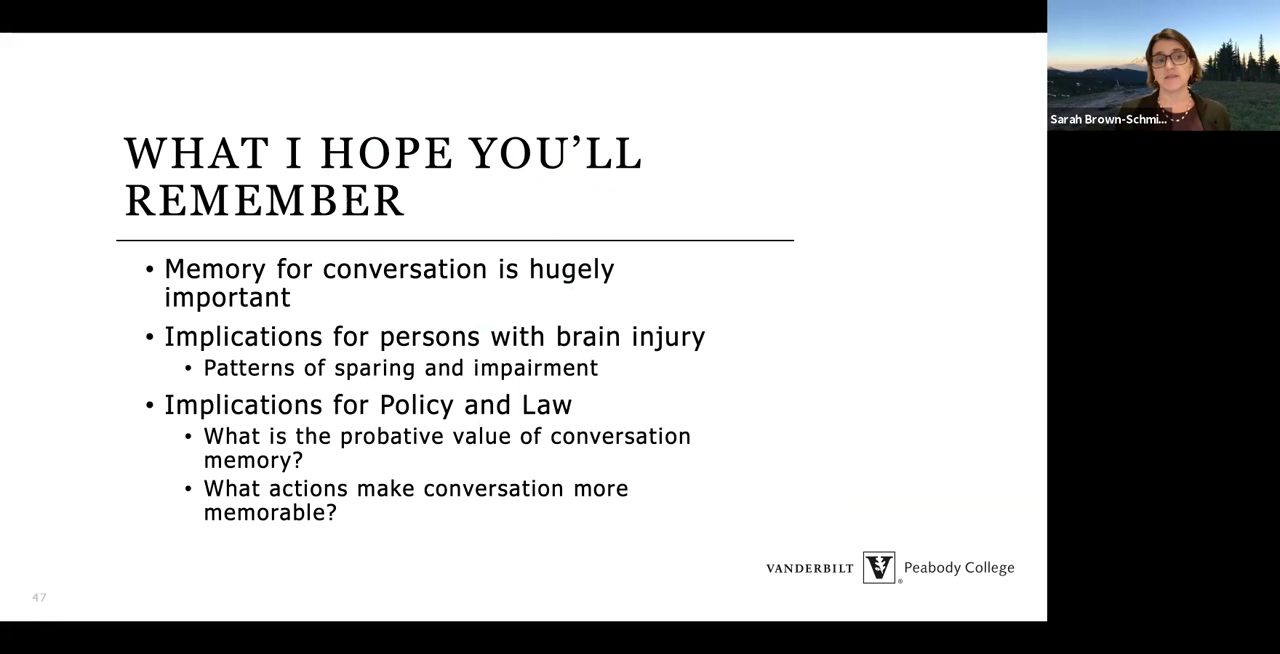 WHAT I HOPE YOU’LL
REMEMBER
• Memory for conversation is hugely
important
• Implications for persons with brain injury
• Patterns of sparing and impairment
• Implications for Policy and Law
• What is the probative value of conversation
memory?
• What actions make conversation more
memorable?
VANDERBILT V ® Peabody College
47
Sarah Brown-Schmi...